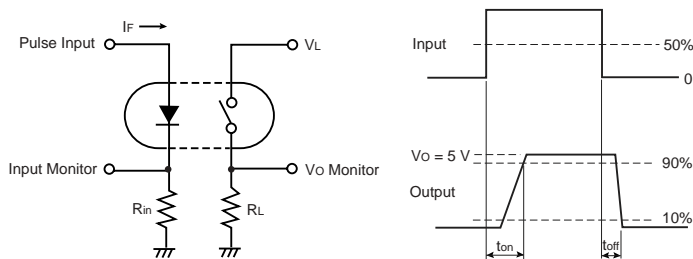 IF
Pulse Input
VL
Input Monitor
VO Monitor
Rin
RL
Input
50%
0
VO = 5 V
90%
Output
10%
ton
toff